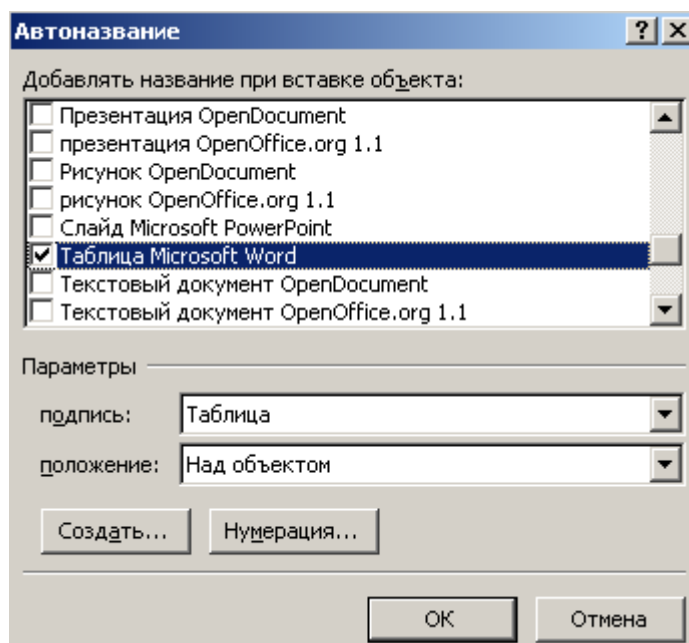 Автоназвание
Добавлять название при вставке объекта:
Презентация OpenDocument
презентация OpenOffice.org 1.1
Рисунок OpenDocument
рисунок OpenOffice.org 1.1
Слайд Microsoft PowerPoint
Таблица Microsoft Word
Текстовый документ OpenDocument
Текстовый документ OpenOffice.org 1.1
Параметры
подпись: Таблица
положение: Над объектом
Создать... Нумерация...
ОК Отмена